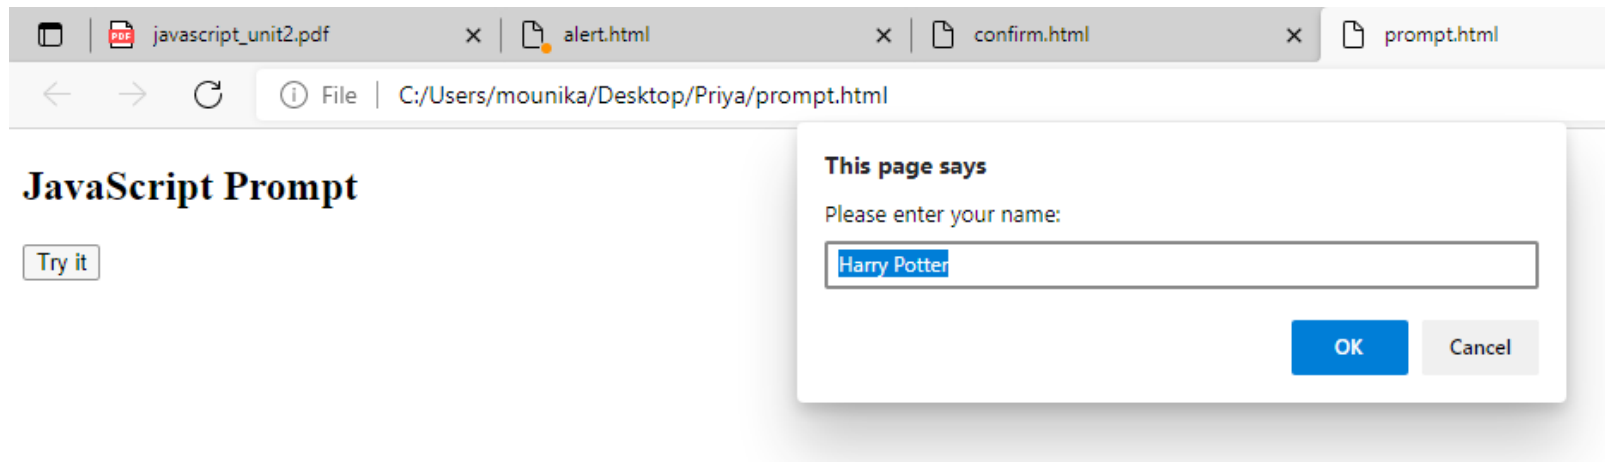 javascript_unit2.pdf
alert.html
confirm.html
prompt.html
File
C:/Users/mounika/Desktop/Priya/prompt.html
JavaScript Prompt
Try it
This page says
Please enter your name:
Harry Potter
OK
Cancel